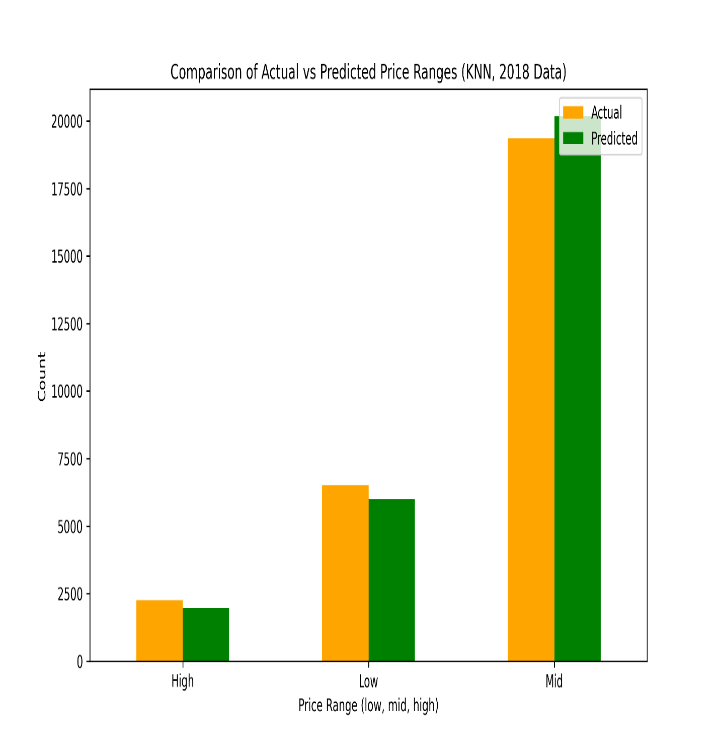 Comparison of Actual vs Predicted Price Ranges (KNN, 2018 Data)
Actual
Predicted
20000
17500
15000
12500
10000
7500
5000
2500
0
Count
High Low Mid
Price Range (low, mid, high)